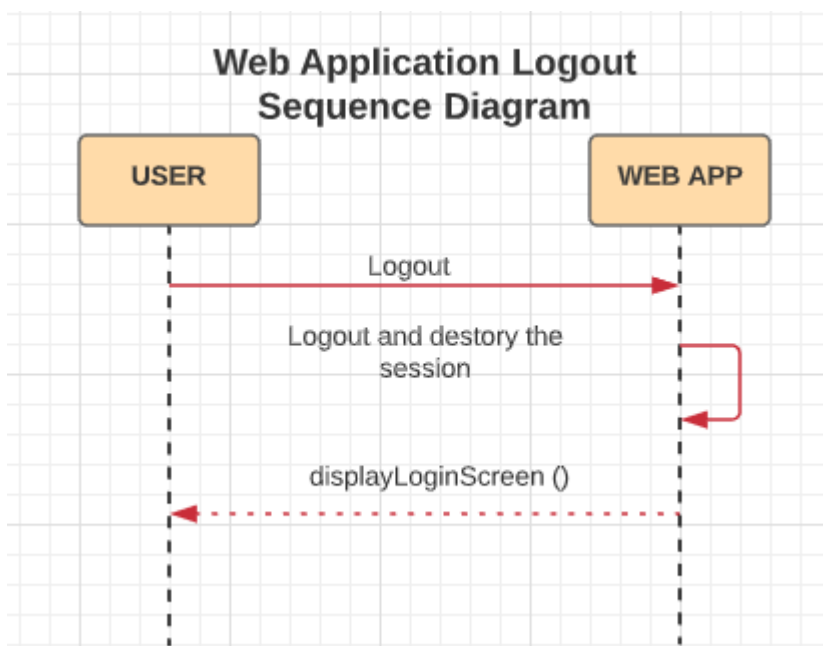 Web Application Logout
Sequence Diagram
USER
WEB APP
Logout
Logout and destory the
session
displayLoginScreen ()